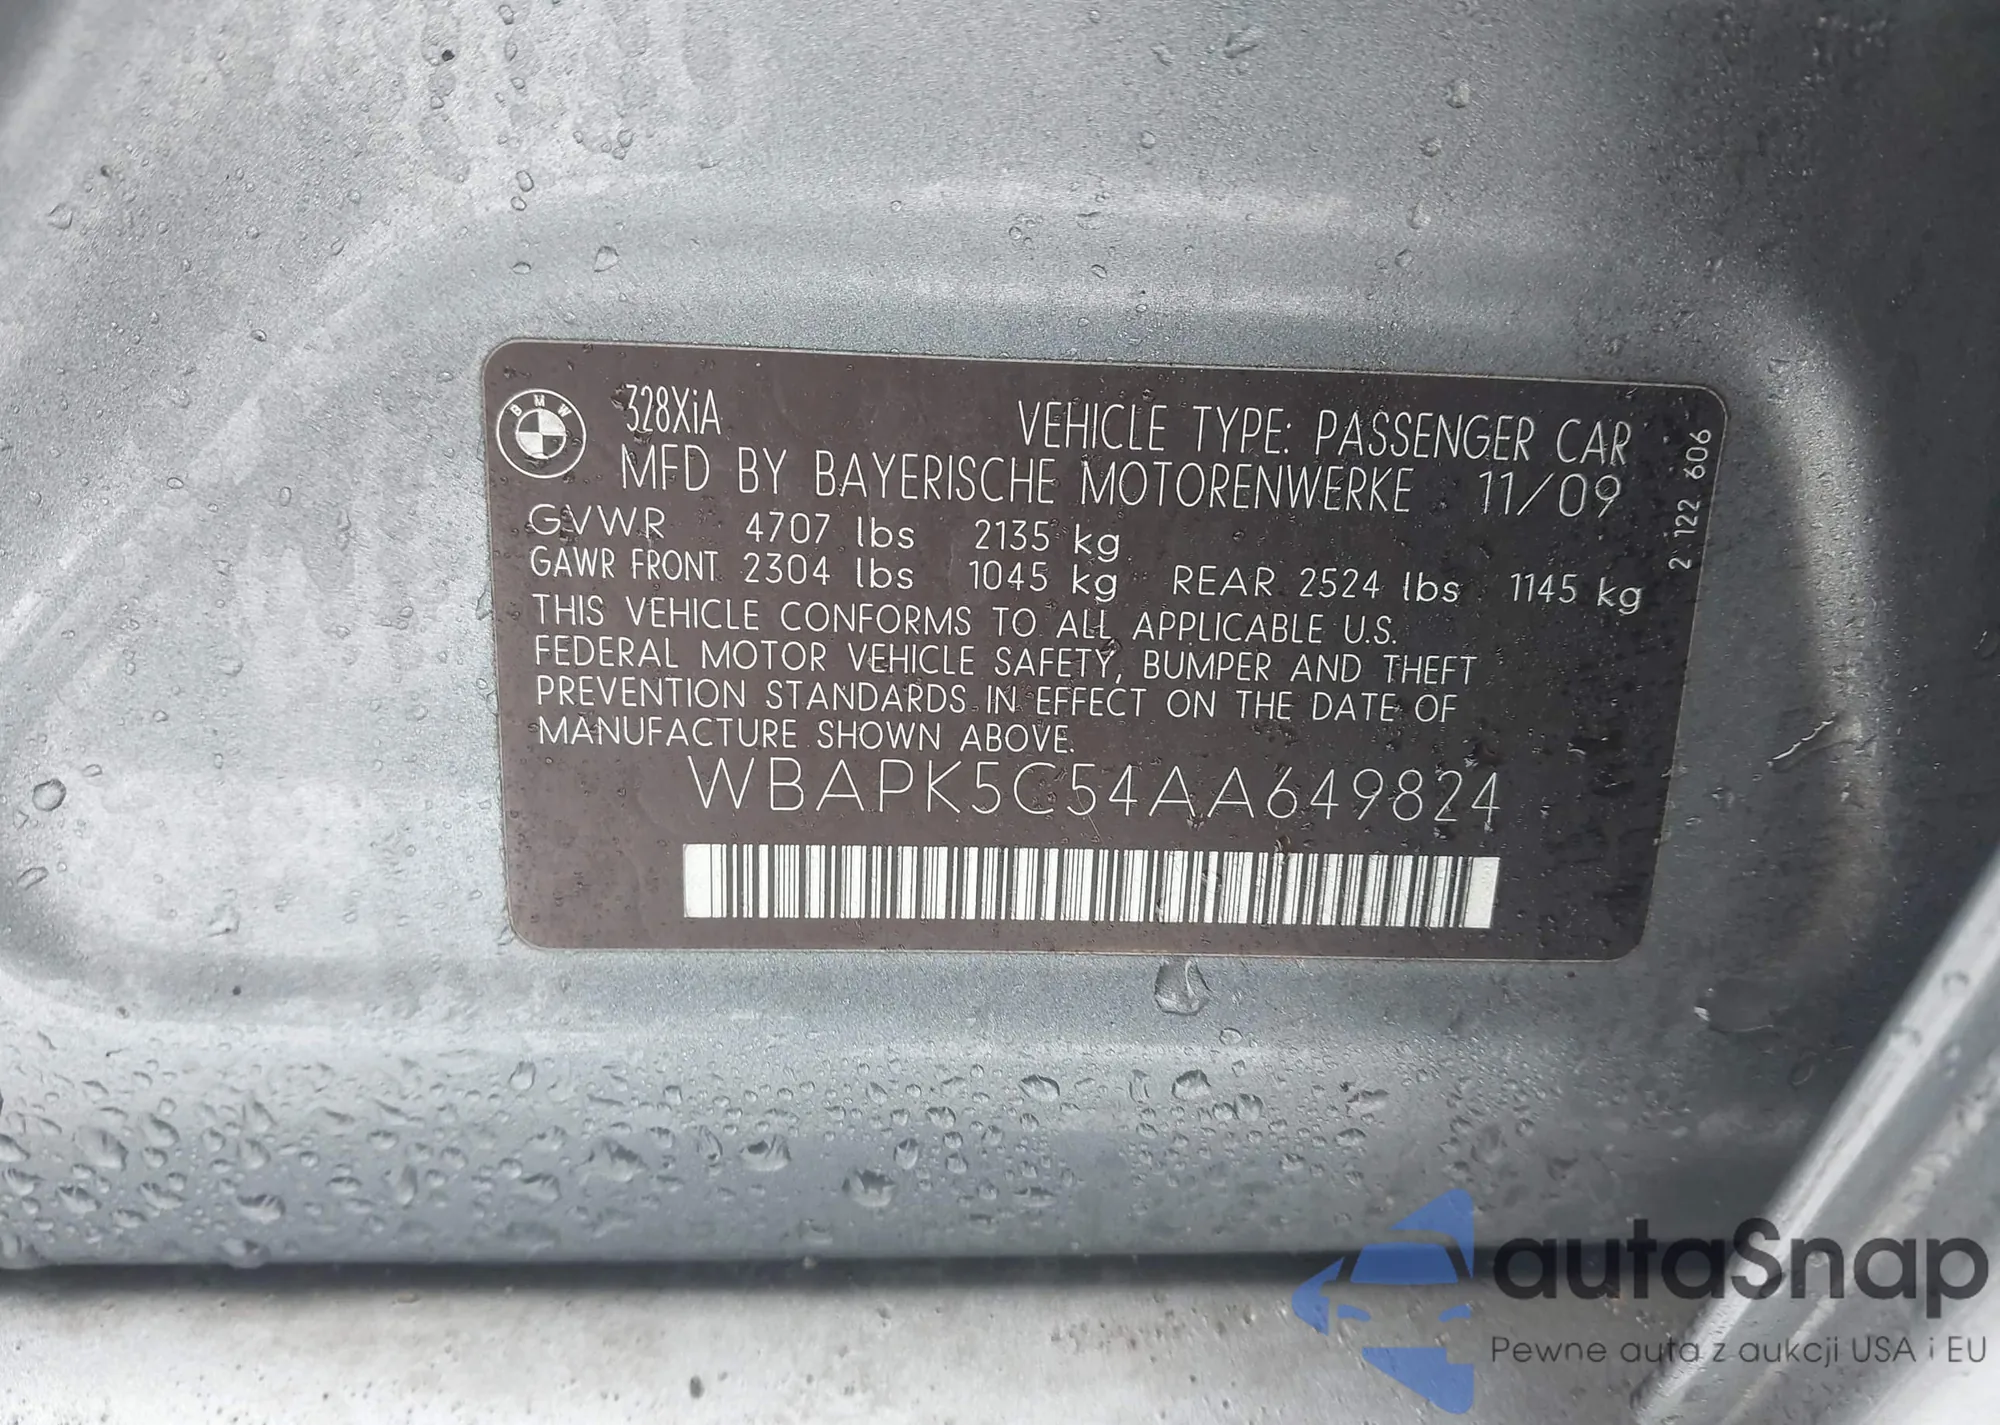 BMW
328XiA
VEHICLE TYPE: PASSENGER CAR
MFD BY BAYERISCHE MOTORENWERKE 11/09
GVWR 4707 lbs 2135 kg
GAWR FRONT 2304 lbs 1045 kg REAR 2524 lbs 1145 kg
THIS VEHICLE CONFORMS TO ALL APPLICABLE U.S.
FEDERAL MOTOR VEHICLE SAFETY, BUMPER AND THEFT
PREVENTION STANDARDS IN EFFECT ON THE DATE OF
MANUFACTURE SHOWN ABOVE.
WBAPK5C54AA649824
2 122 606
autaSnap
Pewne auta z aukcji USA i EU